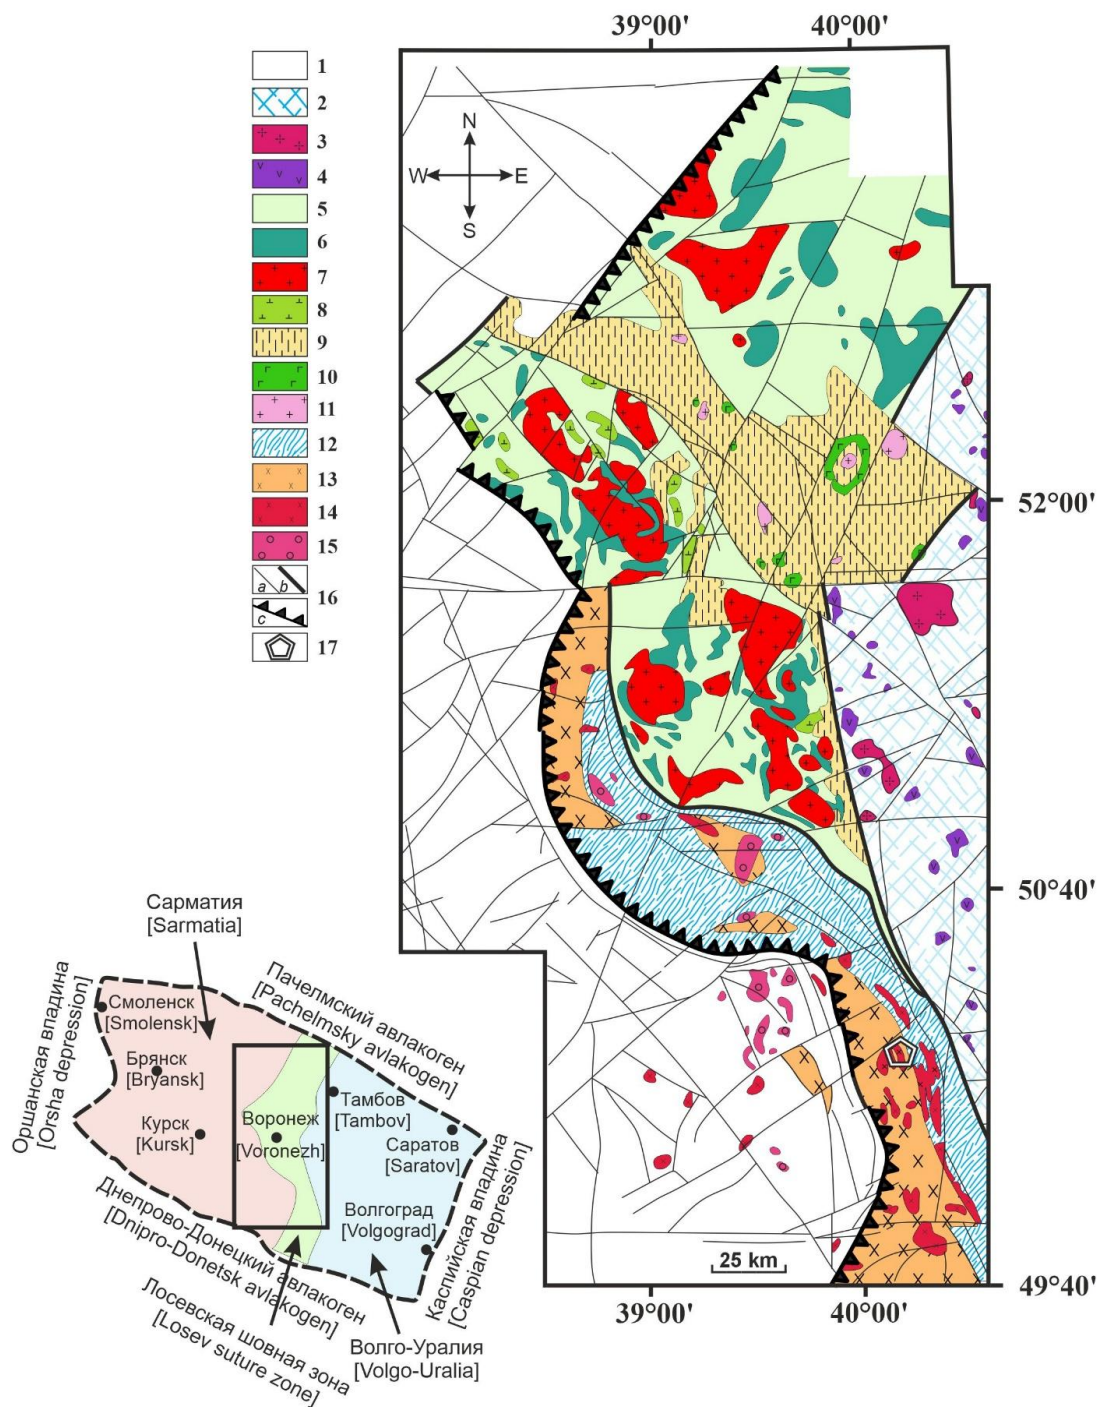 39°00'
40°00'
1
2
3
4
5
6
7
8
9
10
11
12
13
14
15
a b
16
c
17
N
W E
S
52°00'
50°40'
49°40'
25 km
39°00'
40°00'
Сарматия
[Sarmatia]
Оршанская впадина
[Orsha depression]
Пачелмский авлакоген
[Pachelmsky avlakogen]
Смоленск
[Smolensk]
Брянск
[Bryansk]
Курск
[Kursk]
Воронеж
[Voronezh]
Тамбов
[Tambov]
Саратов
[Saratov]
Волгоград
[Volgograd]
Каспийская впадина
[Caspian depression]
Днепрово-Донецкий авлакоген
[Dnipro-Donetsk avlakogen]
Лосевская шовная зона
[Losev suture zone]
Волго-Уралия
[Volgo-Uralia]